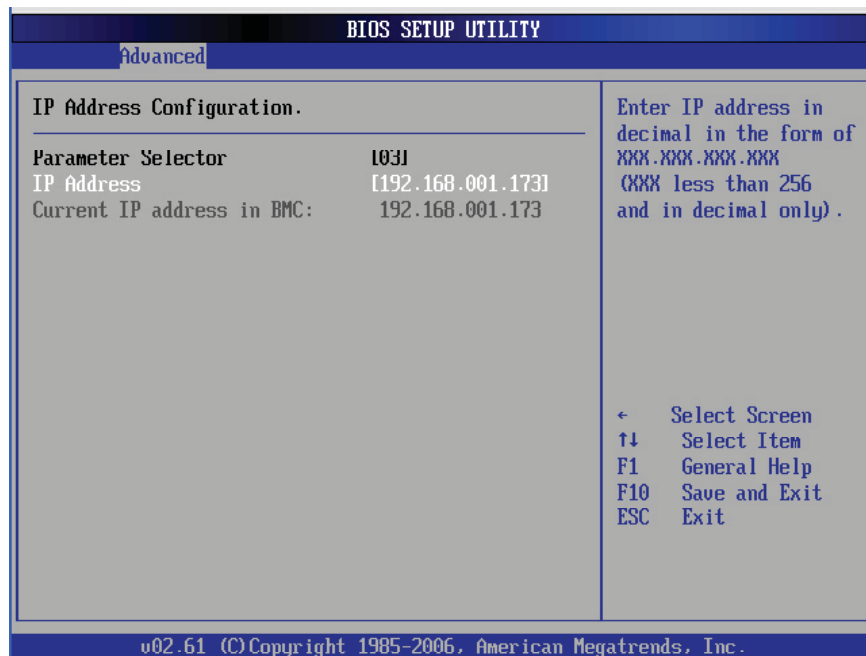 BIOS SETUP UTILITY
Advanced
IP Address Configuration.
Parameter Selector [03]
IP Address [192.168.001.173]
Current IP address in BMC: 192.168.001.173
Enter IP address in
decimal in the form of
XXX.XXX.XXX.XXX
(XXX less than 256
and in decimal only).
← Select Screen
↑↓ Select Item
F1 General Help
F10 Save and Exit
ESC Exit
v02.61 (C)Copyright 1985-2006, American Megatrends, Inc.